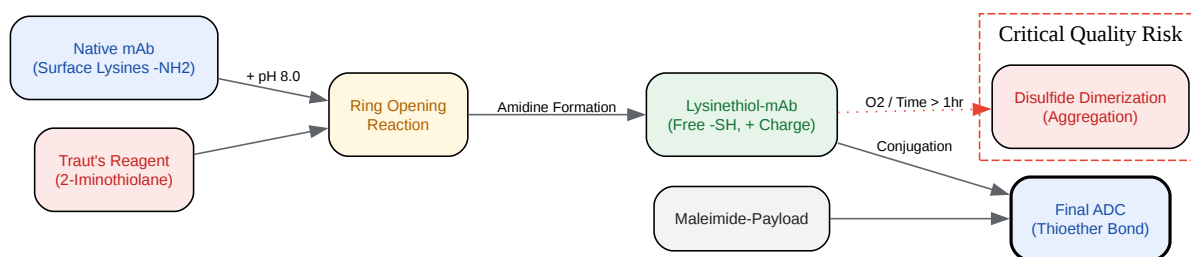 Native mAb
(Surface Lysines -NH2)
+ pH 8.0
Traut's Reagent
(2-Iminothiolane)
Ring Opening
Reaction
Amidine Formation
Lysinethiol-mAb
(Free -SH, + Charge)
O2 / Time > 1hr
Critical Quality Risk
Disulfide Dimerization
(Aggregation)
Conjugation
Maleimide-Payload
Final ADC
(Thioether Bond)